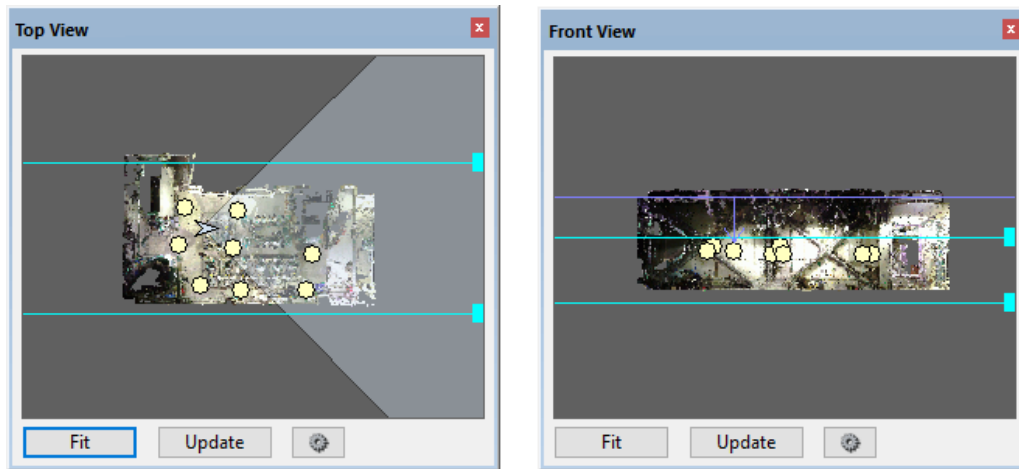 Top View
x
Fit
Update
Front View
x
Fit
Update